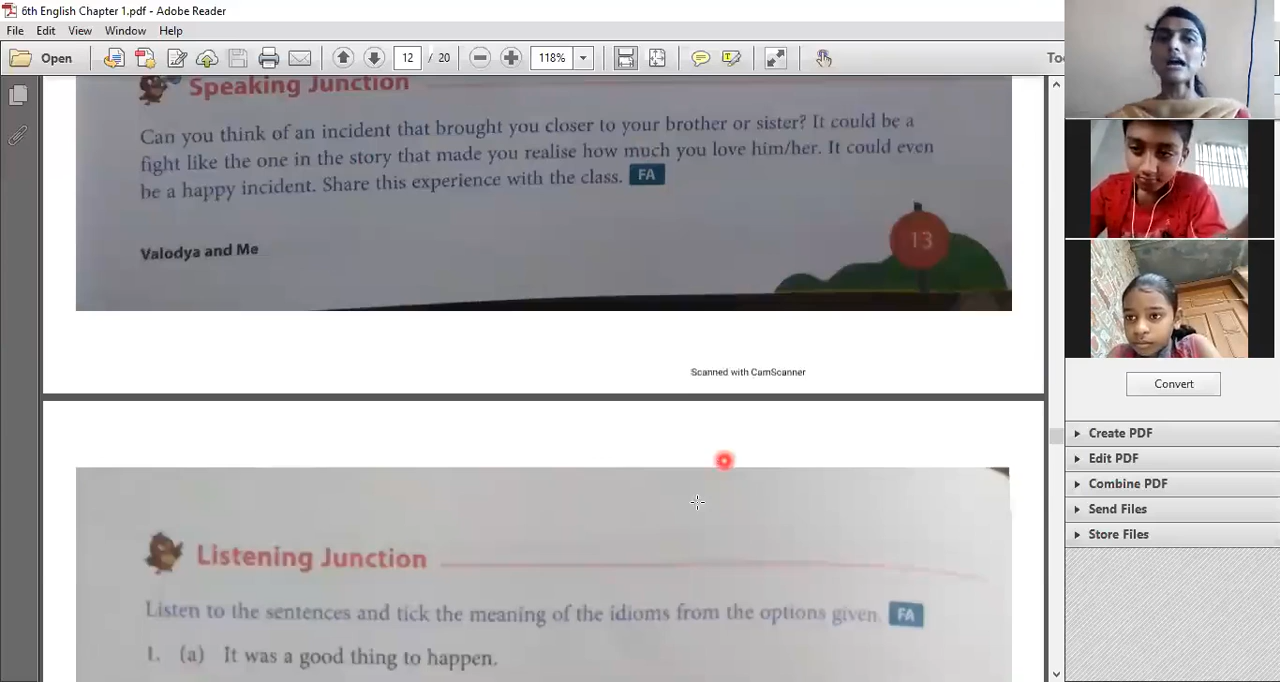 6th English Chapter 1.pdf - Adobe Reader
File Edit View Window Help
Open 12 / 20 118% To
Speaking Junction
Can you think of an incident that brought you closer to your brother or sister? It could be a
fight like the one in the story that made you realise how much you love him/her. It could even
be a happy incident. Share this experience with the class. FA
Valodya and Me
13
Scanned with CamScanner
Listening Junction
Listen to the sentences and tick the meaning of the idioms from the options given. FA
1. (a) It was a good thing to happen.
Convert
Create PDF
Edit PDF
Combine PDF
Send Files
Store Files